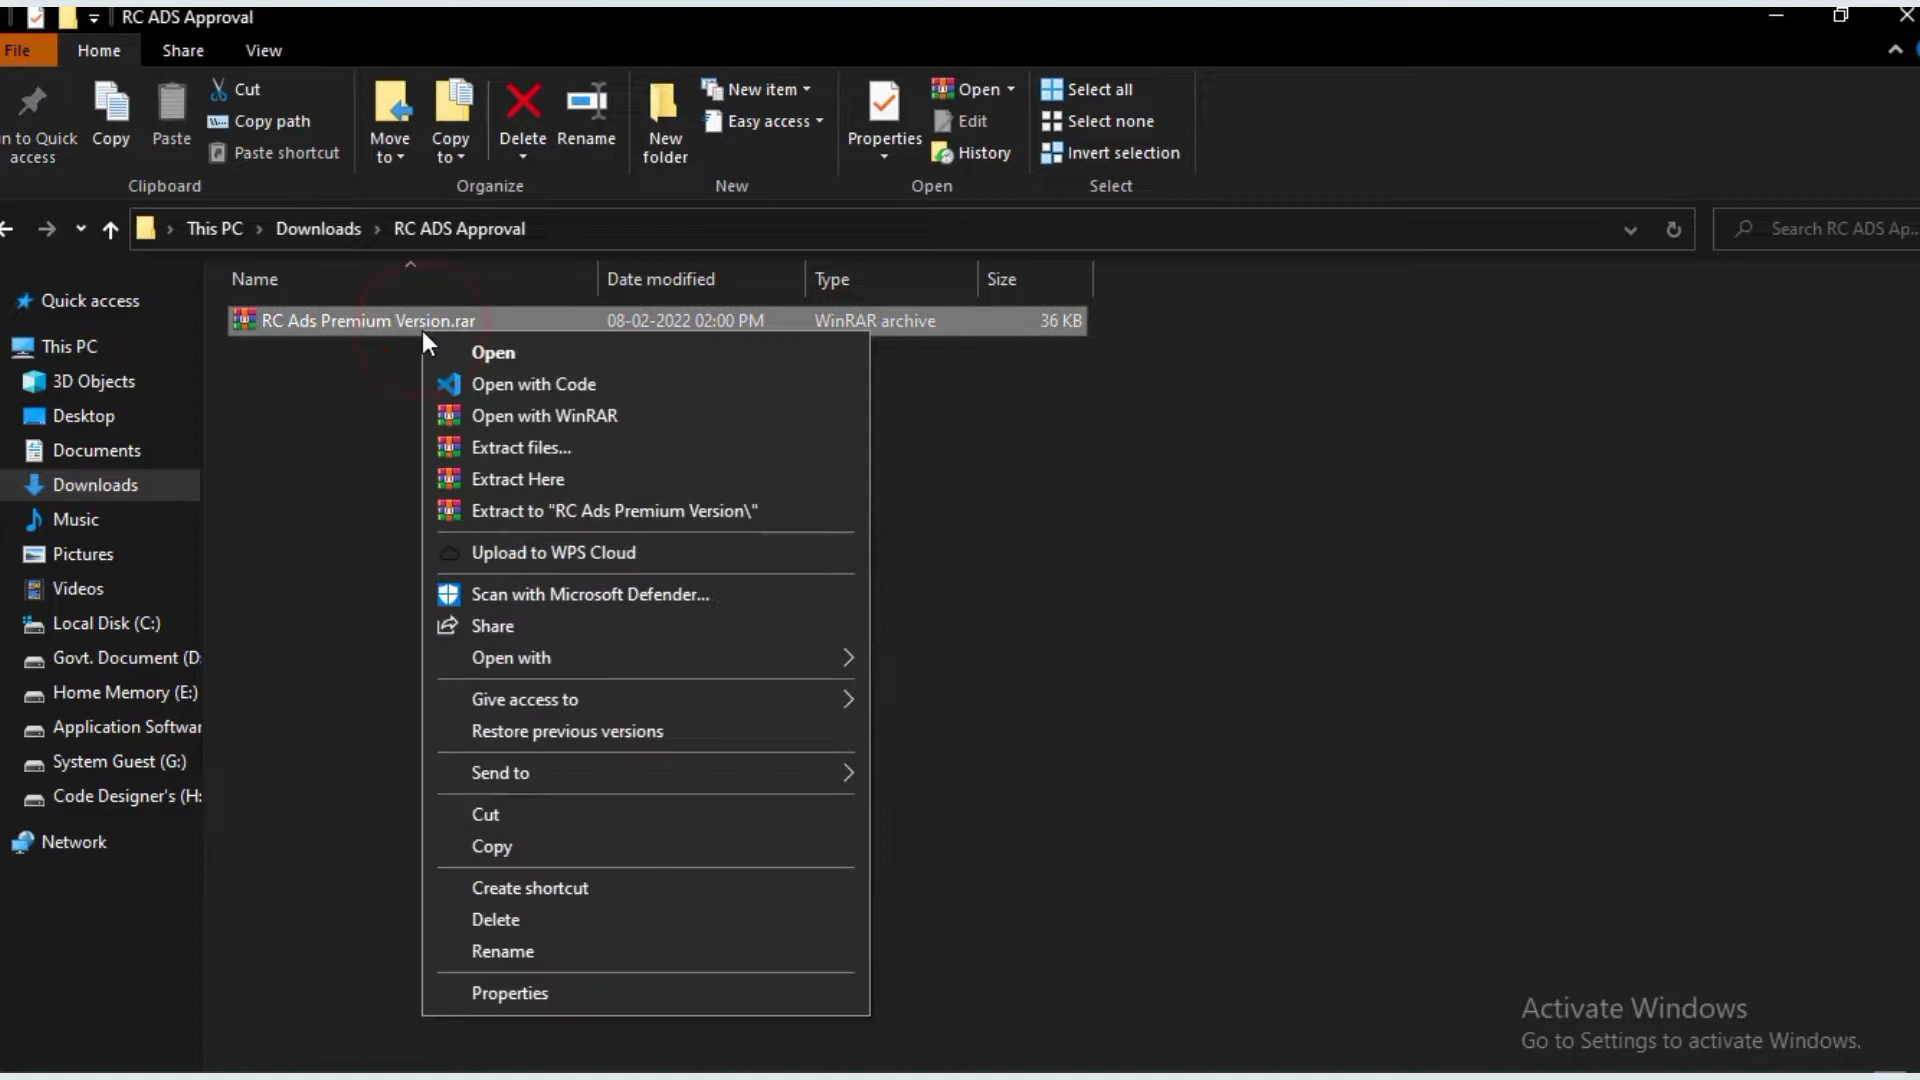 RC ADS Approval
File Home Share View
n to Quick access
Copy
Paste
Cut
Copy path
Paste shortcut
Clipboard
Move to
Copy to
Delete
Rename
Organize
New folder
New item
Easy access
New
Properties
Open
Edit
History
Open
Select all
Select none
Invert selection
Select
This PC > Downloads > RC ADS Approval
Search RC ADS Ap...
Name Date modified Type Size
RC Ads Premium Version.rar 08-02-2022 02:00 PM WinRAR archive 36 KB
Quick access
This PC
3D Objects
Desktop
Documents
Downloads
Music
Pictures
Videos
Local Disk (C:)
Govt. Document (D:
Home Memory (E:)
Application Softwar
System Guest (G:)
Code Designer's (H:
Network
Open
Open with Code
Open with WinRAR
Extract files...
Extract Here
Extract to "RC Ads Premium Version\"
Upload to WPS Cloud
Scan with Microsoft Defender...
Share
Open with
Give access to
Restore previous versions
Send to
Cut
Copy
Create shortcut
Delete
Rename
Properties
Activate Windows
Go to Settings to activate Windows.